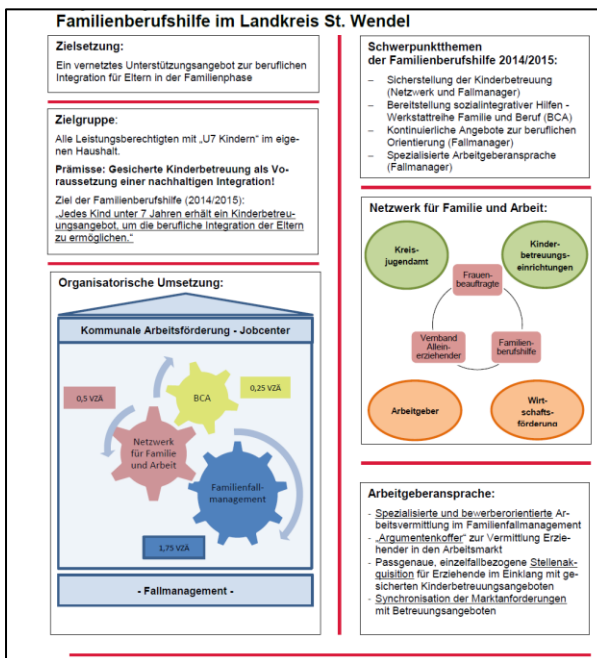 Familienberufshilfe im Landkreis St. Wendel
Zielsetzung:
Ein vernetztes Unterstützungsangebot zur beruflichen
Integration für Eltern in der Familienphase
Zielgruppe:
Alle Leistungsberechtigten mit „U7 Kindern" im eige-
nen Haushalt.
Prämisse: Gesicherte Kinderbetreuung als Vo-
raussetzung einer nachhaltigen Integration!
Ziel der Familienberufshilfe (2014/2015):
„Jedes Kind unter 7 Jahren erhält ein Kinderbetreu-
ungsangebot, um die berufliche Integration der Eltern
zu ermöglichen."
Organisatorische Umsetzung:
Kommunale Arbeitsförderung - Jobcenter
0,5 VZÄ
BCA
0,25 VZÄ
Netzwerk
für Familie
und Arbeit
Familienfall-
management
1,75 VZÄ
- Fallmanagement -
Schwerpunktthemen
der Familienberufshilfe 2014/2015:
– Sicherstellung der Kinderbetreuung
(Netzwerk und Fallmanager)
– Bereitstellung sozialintegrativer Hilfen -
Werkstattreihe Familie und Beruf (BCA)
– Kontinuierliche Angebote zur beruflichen
Orientierung (Fallmanager)
– Spezialisierte Arbeitgeberansprache
(Fallmanager)
Netzwerk für Familie und Arbeit:
Kreis-
jugendamt
Kinder-
betreuungs-
einrichtungen
Frauen-
beauftragte
Vernband
Allein-
erziehender
Familien-
berufshilfe
Arbeitgeber
Wirt-
schafts-
förderung
Arbeitgeberansprache:
- Spezialisierte und bewerberorientierte Ar-
beitsvermittlung im Familienfallmanagement
- „Argumentenkoffer" zur Vermittlung Erzie-
hender in den Arbeitsmarkt
- Passgenaue, einzelfallbezogene Stellenak-
quisition für Erziehende im Einklang mit ge-
sicherten Kinderbetreuungsangeboten
- Synchronisation der Marktanforderungen
mit Betreuungsangeboten